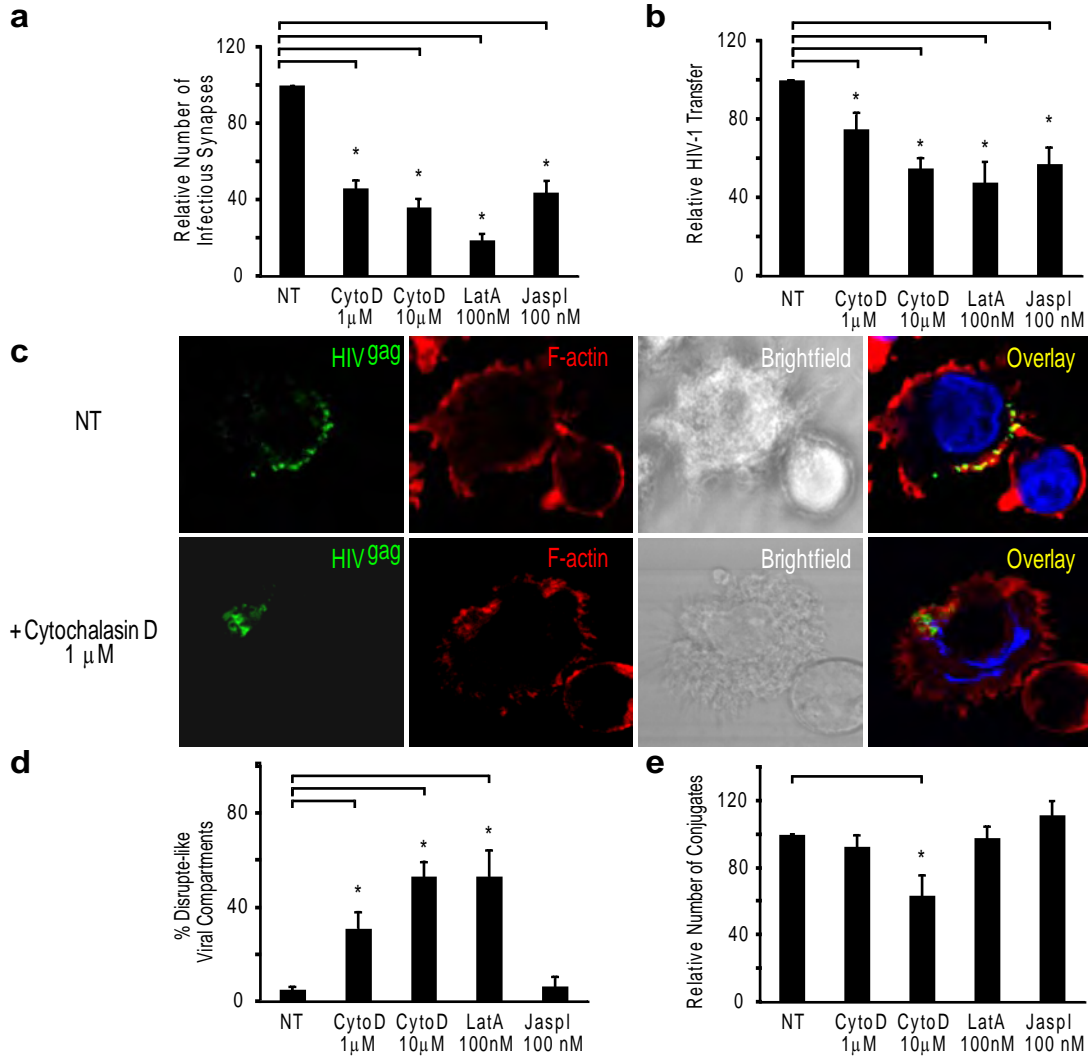 a
Relative Number of
Infectious Synapses
120
80
40
0
*
*
*
*
NT
CytoD
1µM
CytoD
10µM
LatA
100nM
Jaspl
100 nM
b
Relative HIV-1 Transfer
120
80
40
0
*
*
*
*
NT
CytoD
1µM
CytoD
10µM
LatA
100nM
Jaspl
100 nM
c
NT
HIV gag
F-actin
Brightfield
Overlay
+ Cytochalasin D
1 µM
HIV gag
F-actin
Brightfield
Overlay
d
% Disrupte-like
Viral Compartments
80
40
0
*
*
*
NT
CytoD
1µM
CytoD
10µM
LatA
100nM
Jaspl
100 nM
e
Relative Number of Conjugates
120
80
40
0
*
NT
CytoD
1µM
CytoD
10µM
LatA
100nM
Jaspl
100 nM